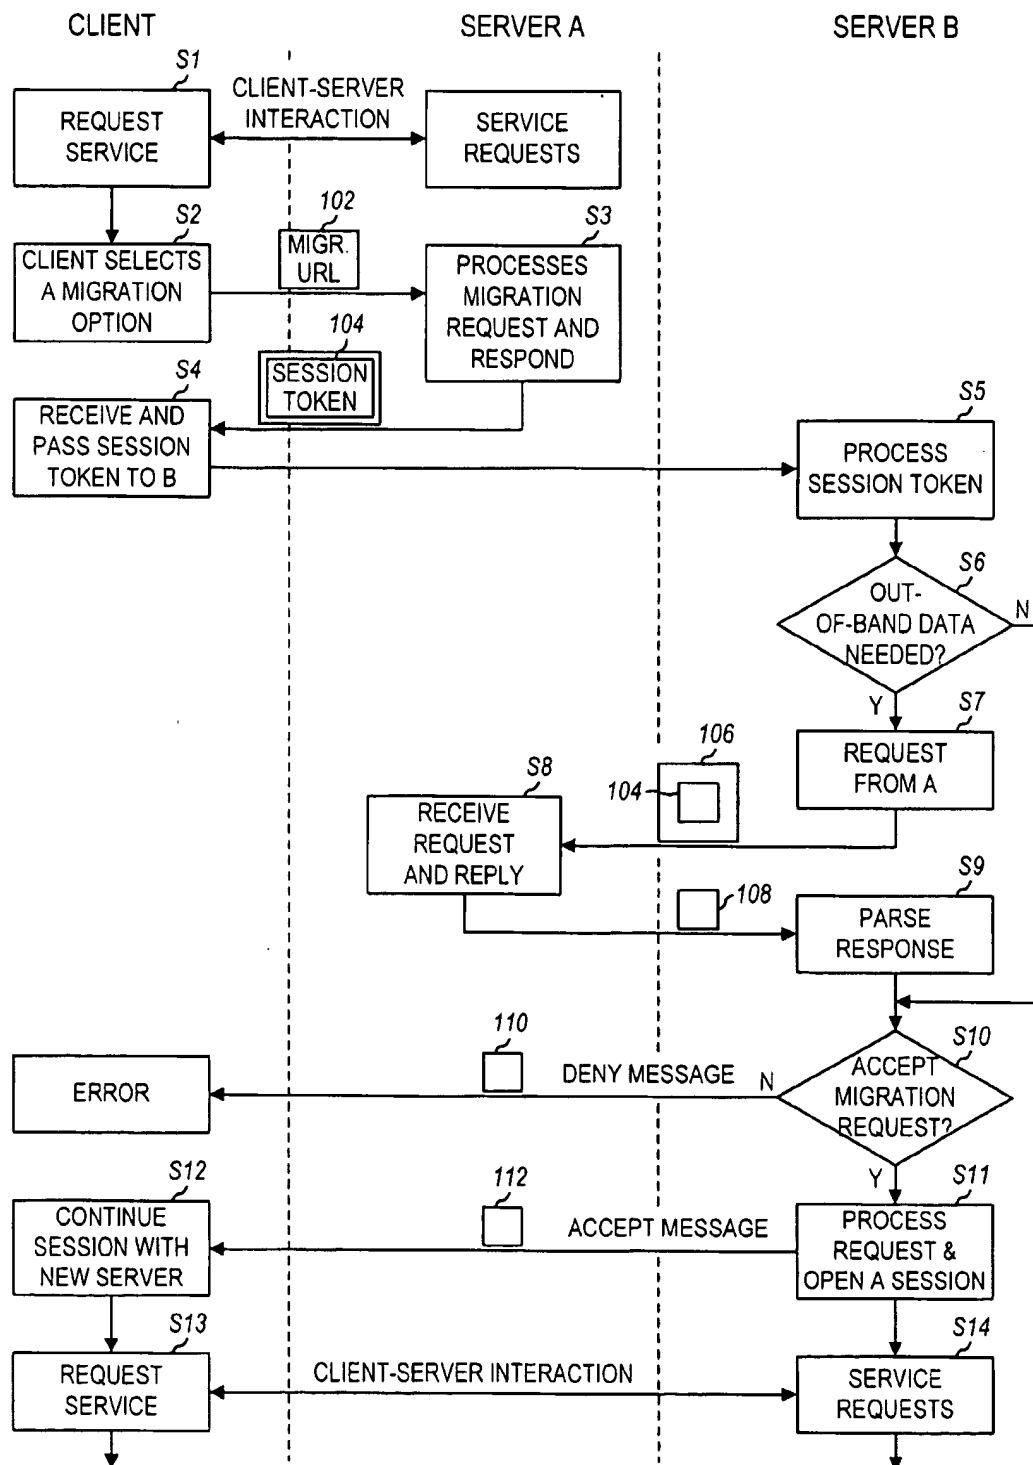 CLIENT
SERVER A
SERVER B
S1
REQUEST
SERVICE
CLIENT-SERVER
INTERACTION
SERVICE
REQUESTS
S2
CLIENT SELECTS
A MIGRATION
OPTION
102
MIGR.
URL
S3
PROCESSES
MIGRATION
REQUEST AND
RESPOND
104
SESSION
TOKEN
S4
RECEIVE AND
PASS SESSION
TOKEN TO B
S5
PROCESS
SESSION TOKEN
S6
OUT-
OF-BAND DATA
NEEDED?
N
Y
S7
REQUEST
FROM A
106
104
S8
RECEIVE
REQUEST
AND REPLY
108
S9
PARSE
RESPONSE
S10
ACCEPT
MIGRATION
REQUEST?
N
110
DENY MESSAGE
ERROR
Y
S11
PROCESS
REQUEST &
OPEN A SESSION
112
ACCEPT MESSAGE
S12
CONTINUE
SESSION WITH
NEW SERVER
S13
REQUEST
SERVICE
CLIENT-SERVER INTERACTION
S14
SERVICE
REQUESTS